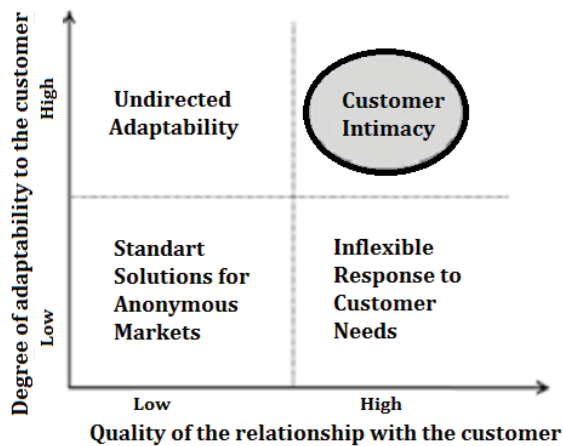 Degree of adaptability to the customer
High
Low
Undirected
Adaptability
Customer
Intimacy
Standart
Solutions for
Anonymous
Markets
Inflexible
Response to
Customer
Needs
Low
High
Quality of the relationship with the customer